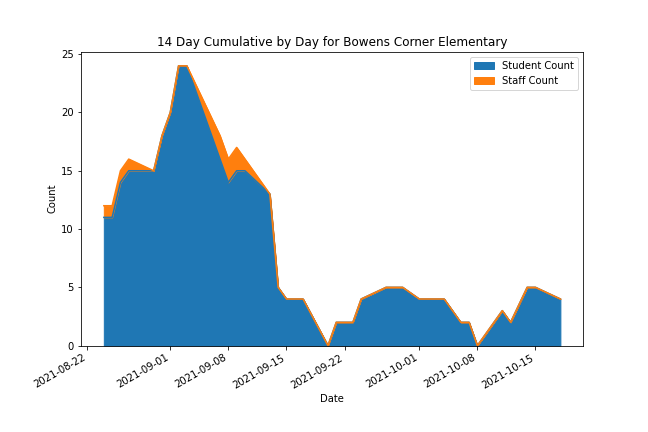 14 Day Cumulative by Day for Bowens Corner Elementary
Student Count
Staff Count
25
20
15
10
5
0
Count
2021-08-22
2021-09-01
2021-09-08
2021-09-15
2021-09-22
2021-10-01
2021-10-08
2021-10-15
Date